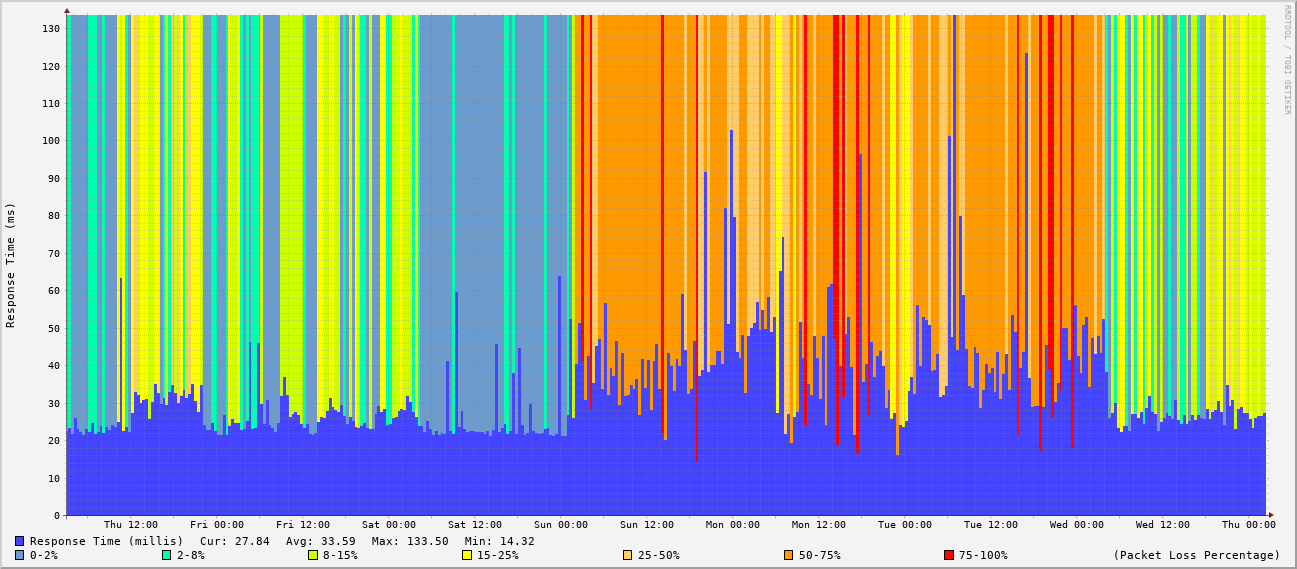 RRDTOOL / TOBI OETIKER
Response Time (ms)
130
120
110
100
90
80
70
60
50
40
30
20
10
0
Thu 12:00 Fri 00:00 Fri 12:00 Sat 00:00 Sat 12:00 Sun 00:00 Sun 12:00 Mon 00:00 Mon 12:00 Tue 00:00 Tue 12:00 Wed 00:00 Wed 12:00 Thu 00:00
Response Time (millis) Cur: 27.84 Avg: 33.59 Max: 133.50 Min: 14.32
0-2% 2-8% 8-15% 15-25% 25-50% 50-75% 75-100% (Packet Loss Percentage)